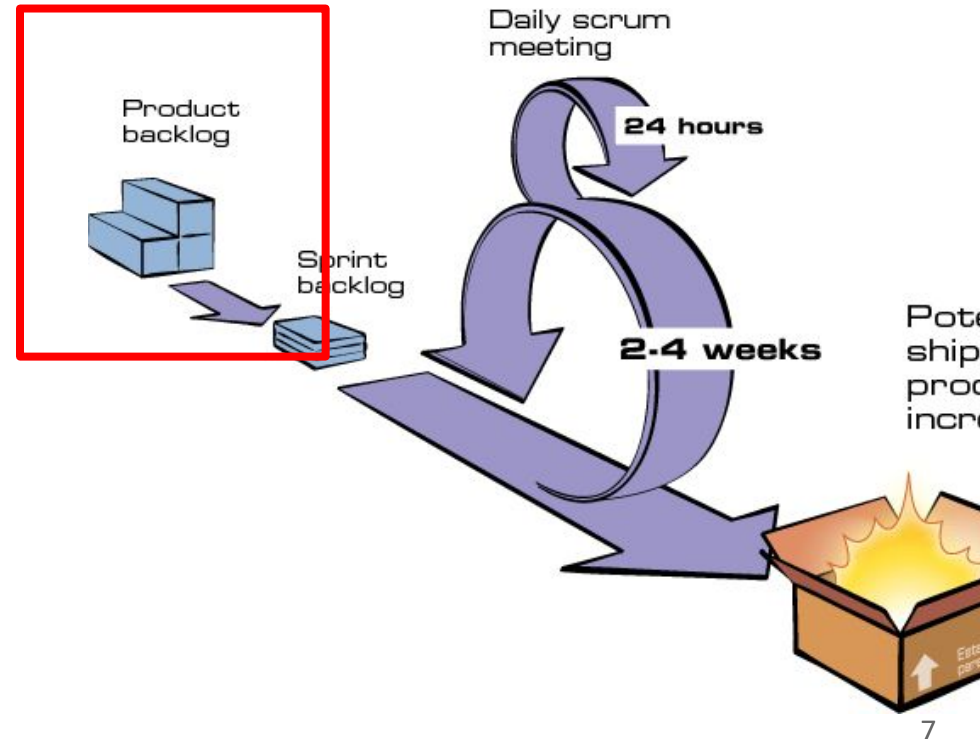 Daily scrum
meeting
Product
backlog
24 hours
Sprint
backlog
2-4 weeks
7